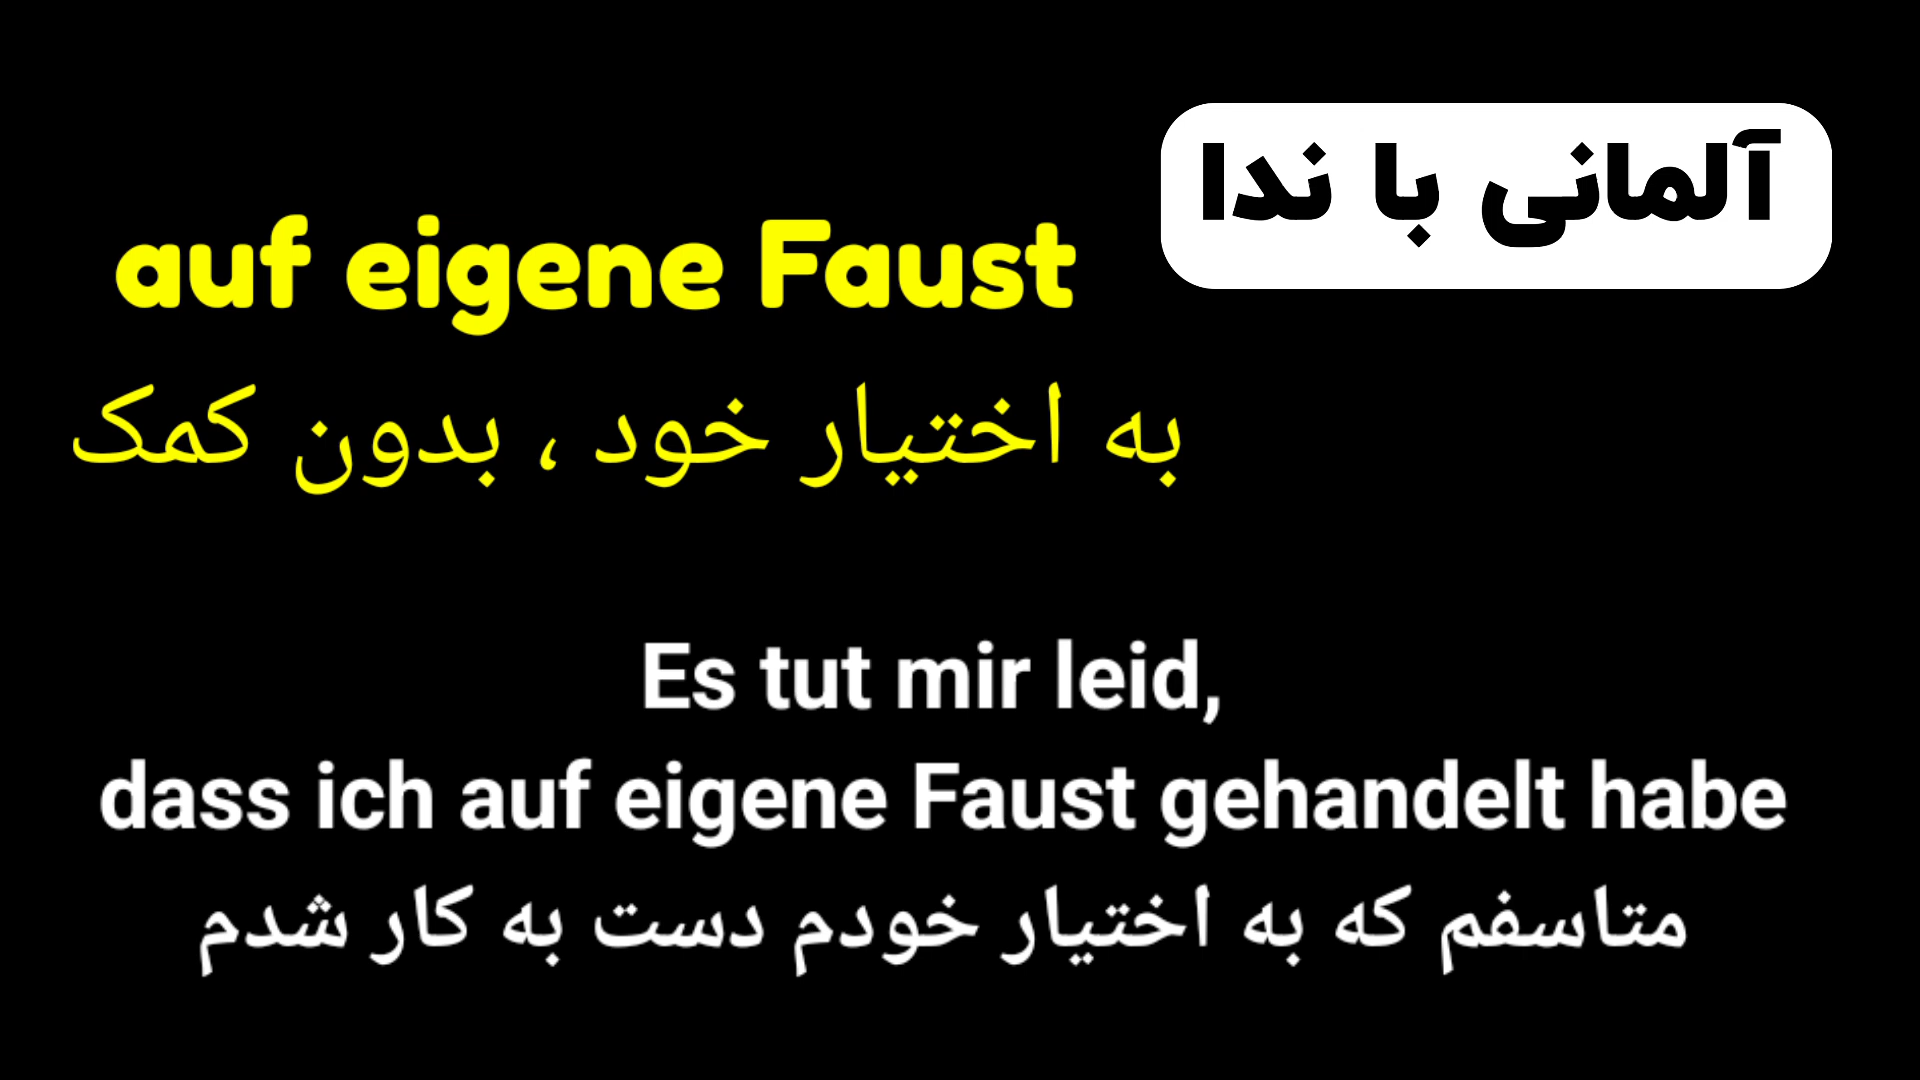 آلمانی با ندا
auf eigene Faust
به اختیار خود ، بدون کمک
Es tut mir leid,
dass ich auf eigene Faust gehandelt habe
متاسفم که به اختیار خودم دست به کار شدم